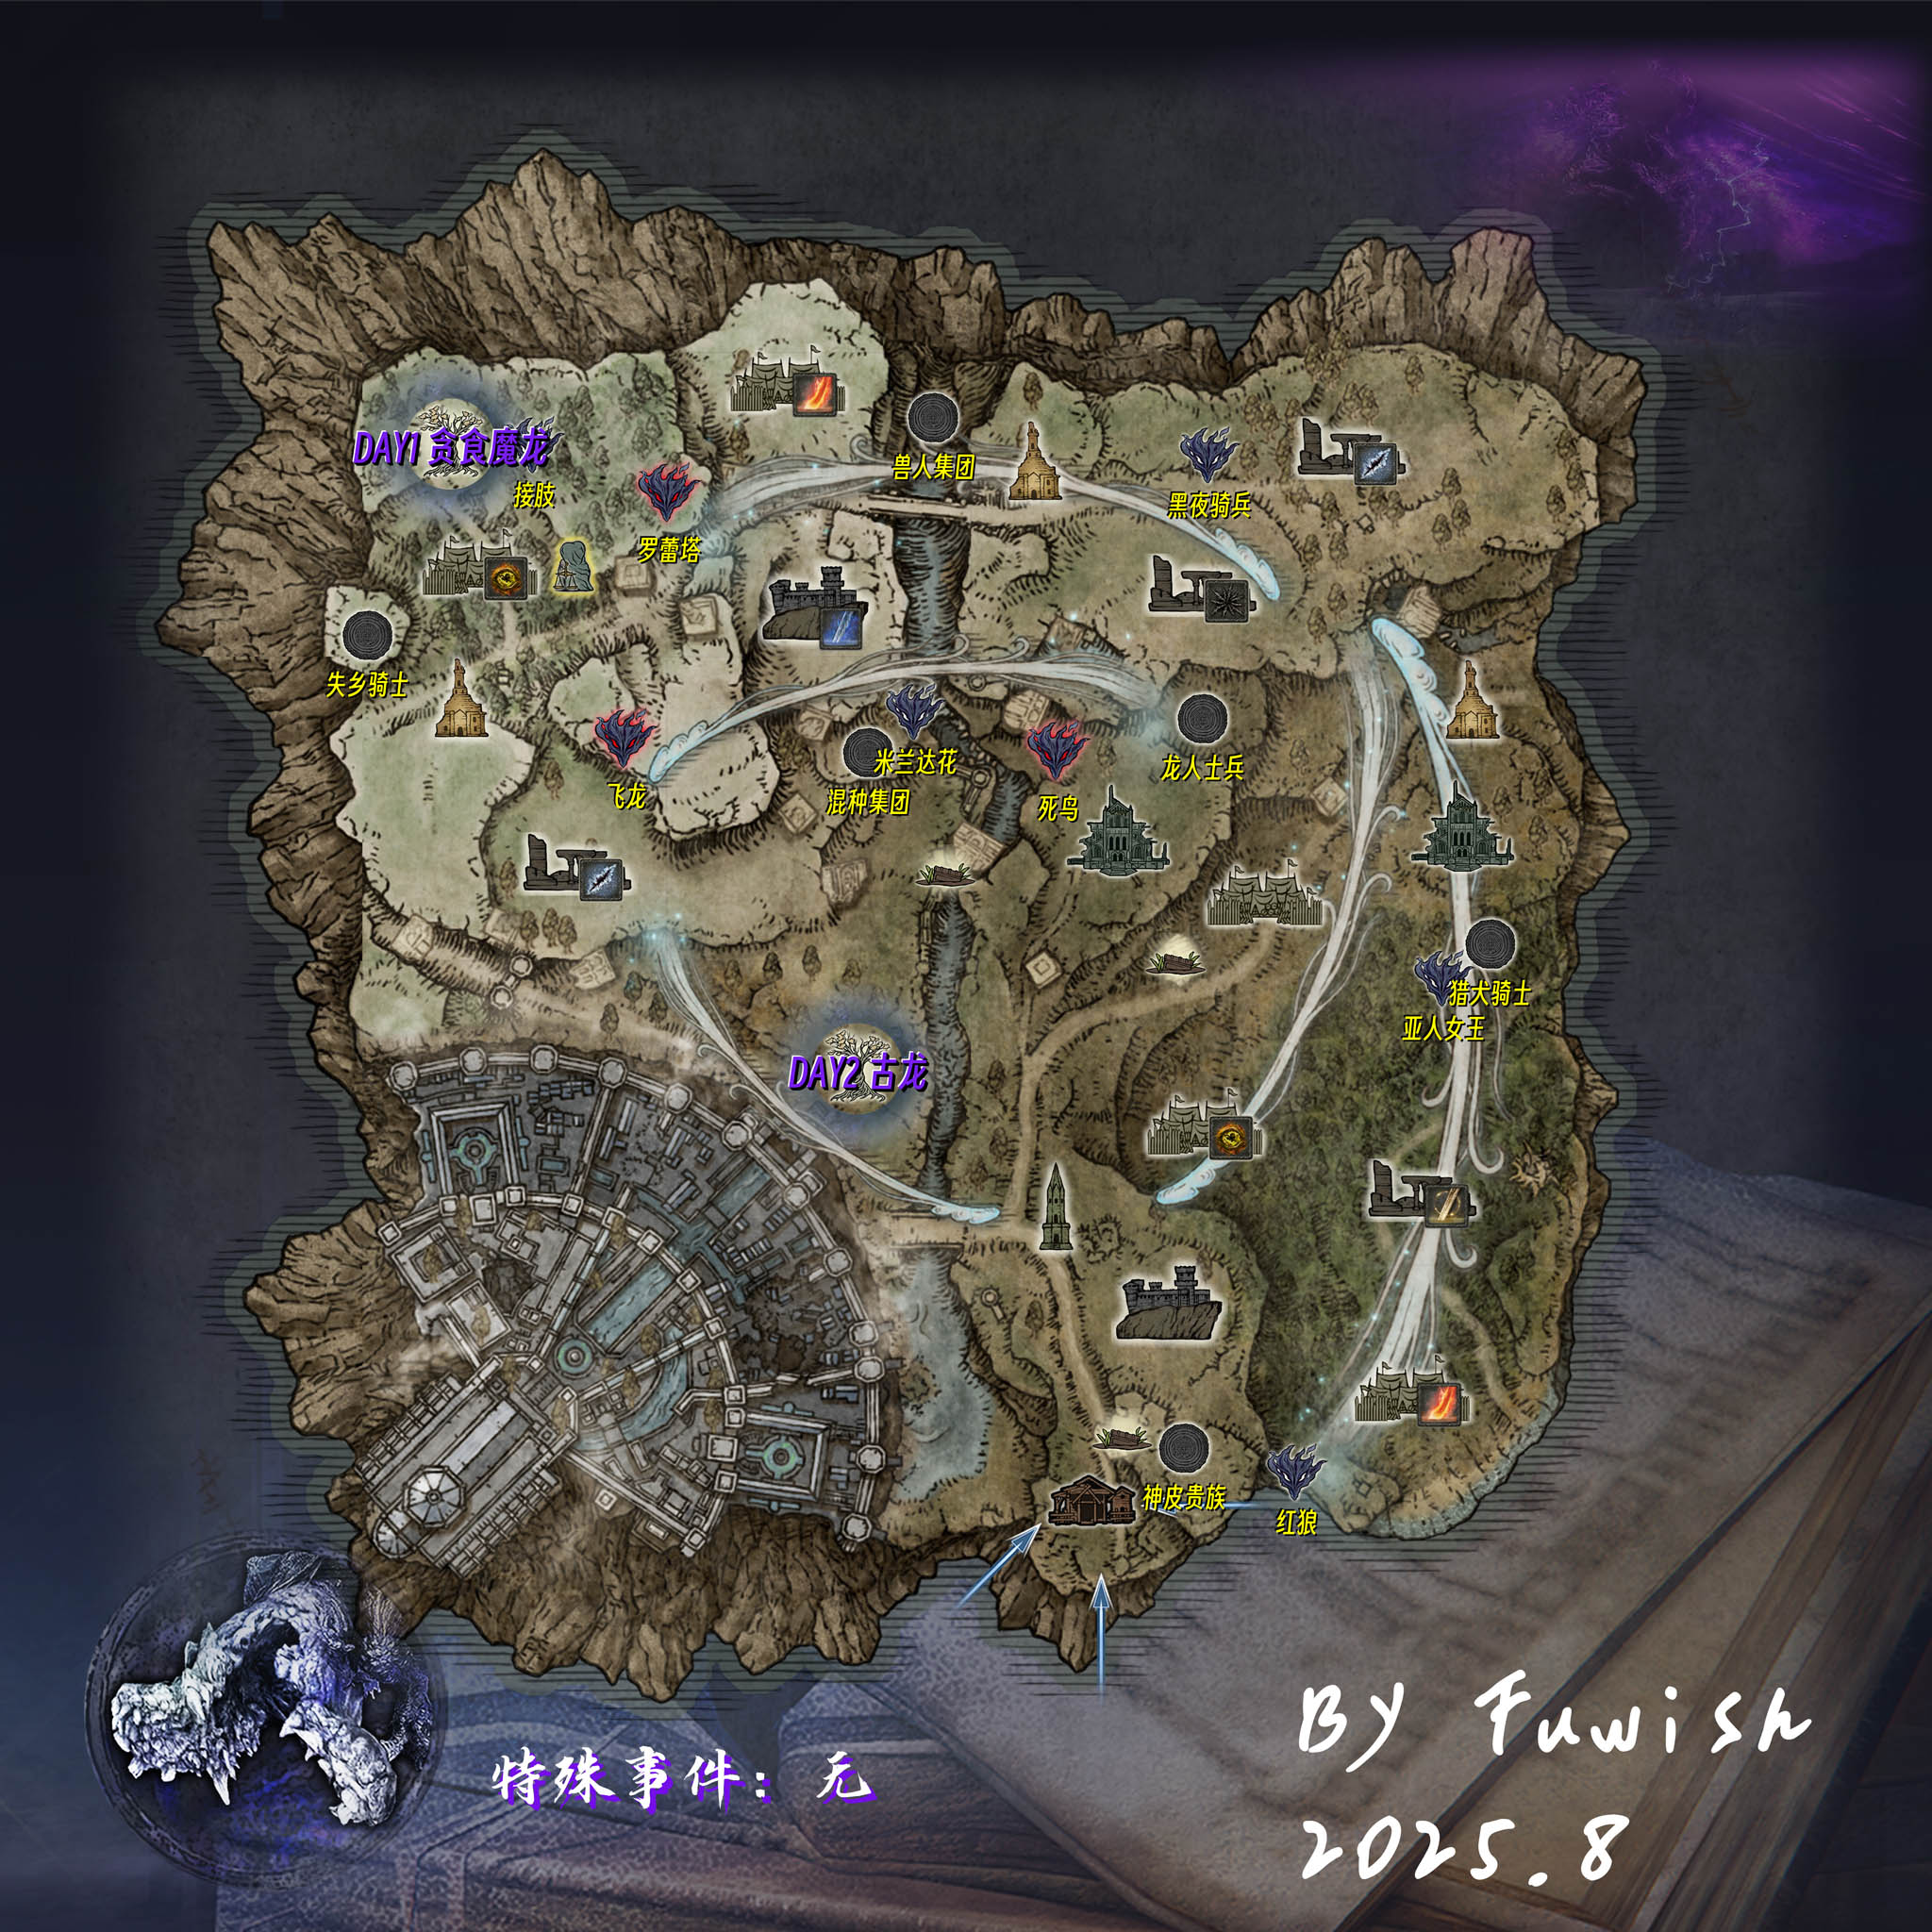 DAY1 贪食魔龙
接肢
兽人集团
黑夜骑兵
罗蕾塔
失乡骑士
飞龙
米兰达花
混种集团
死鸟
龙人士兵
猎犬骑士
亚人女王
DAY2 古龙
神皮贵族
红狼
特殊事件：无
By Fuwish
2025.8